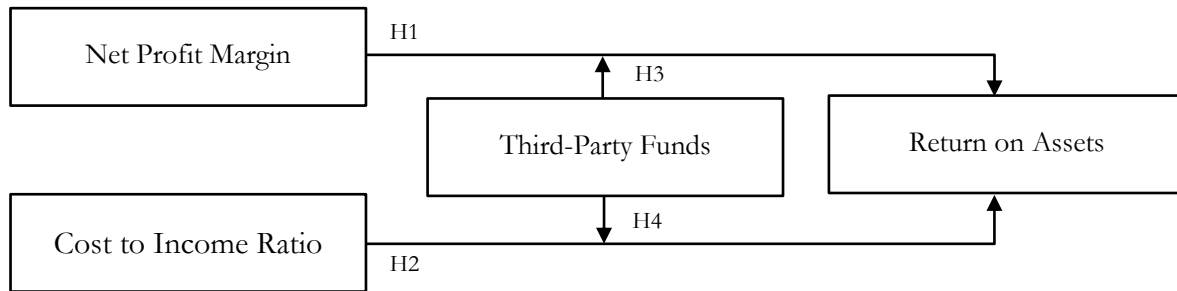 H1
Net Profit Margin
H3
Third-Party Funds
Return on Assets
H4
Cost to Income Ratio
H2